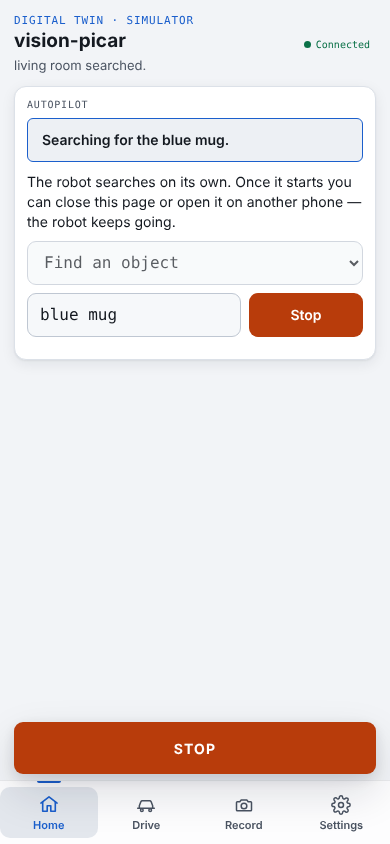 DIGITAL TWIN · SIMULATOR
vision-picar
Connected
living room searched.
AUTOPILOT
Searching for the blue mug.
The robot searches on its own. Once it starts you
can close this page or open it on another phone —
the robot keeps going.
Find an object
blue mug
Stop
STOP
Home
Drive
Record
Settings